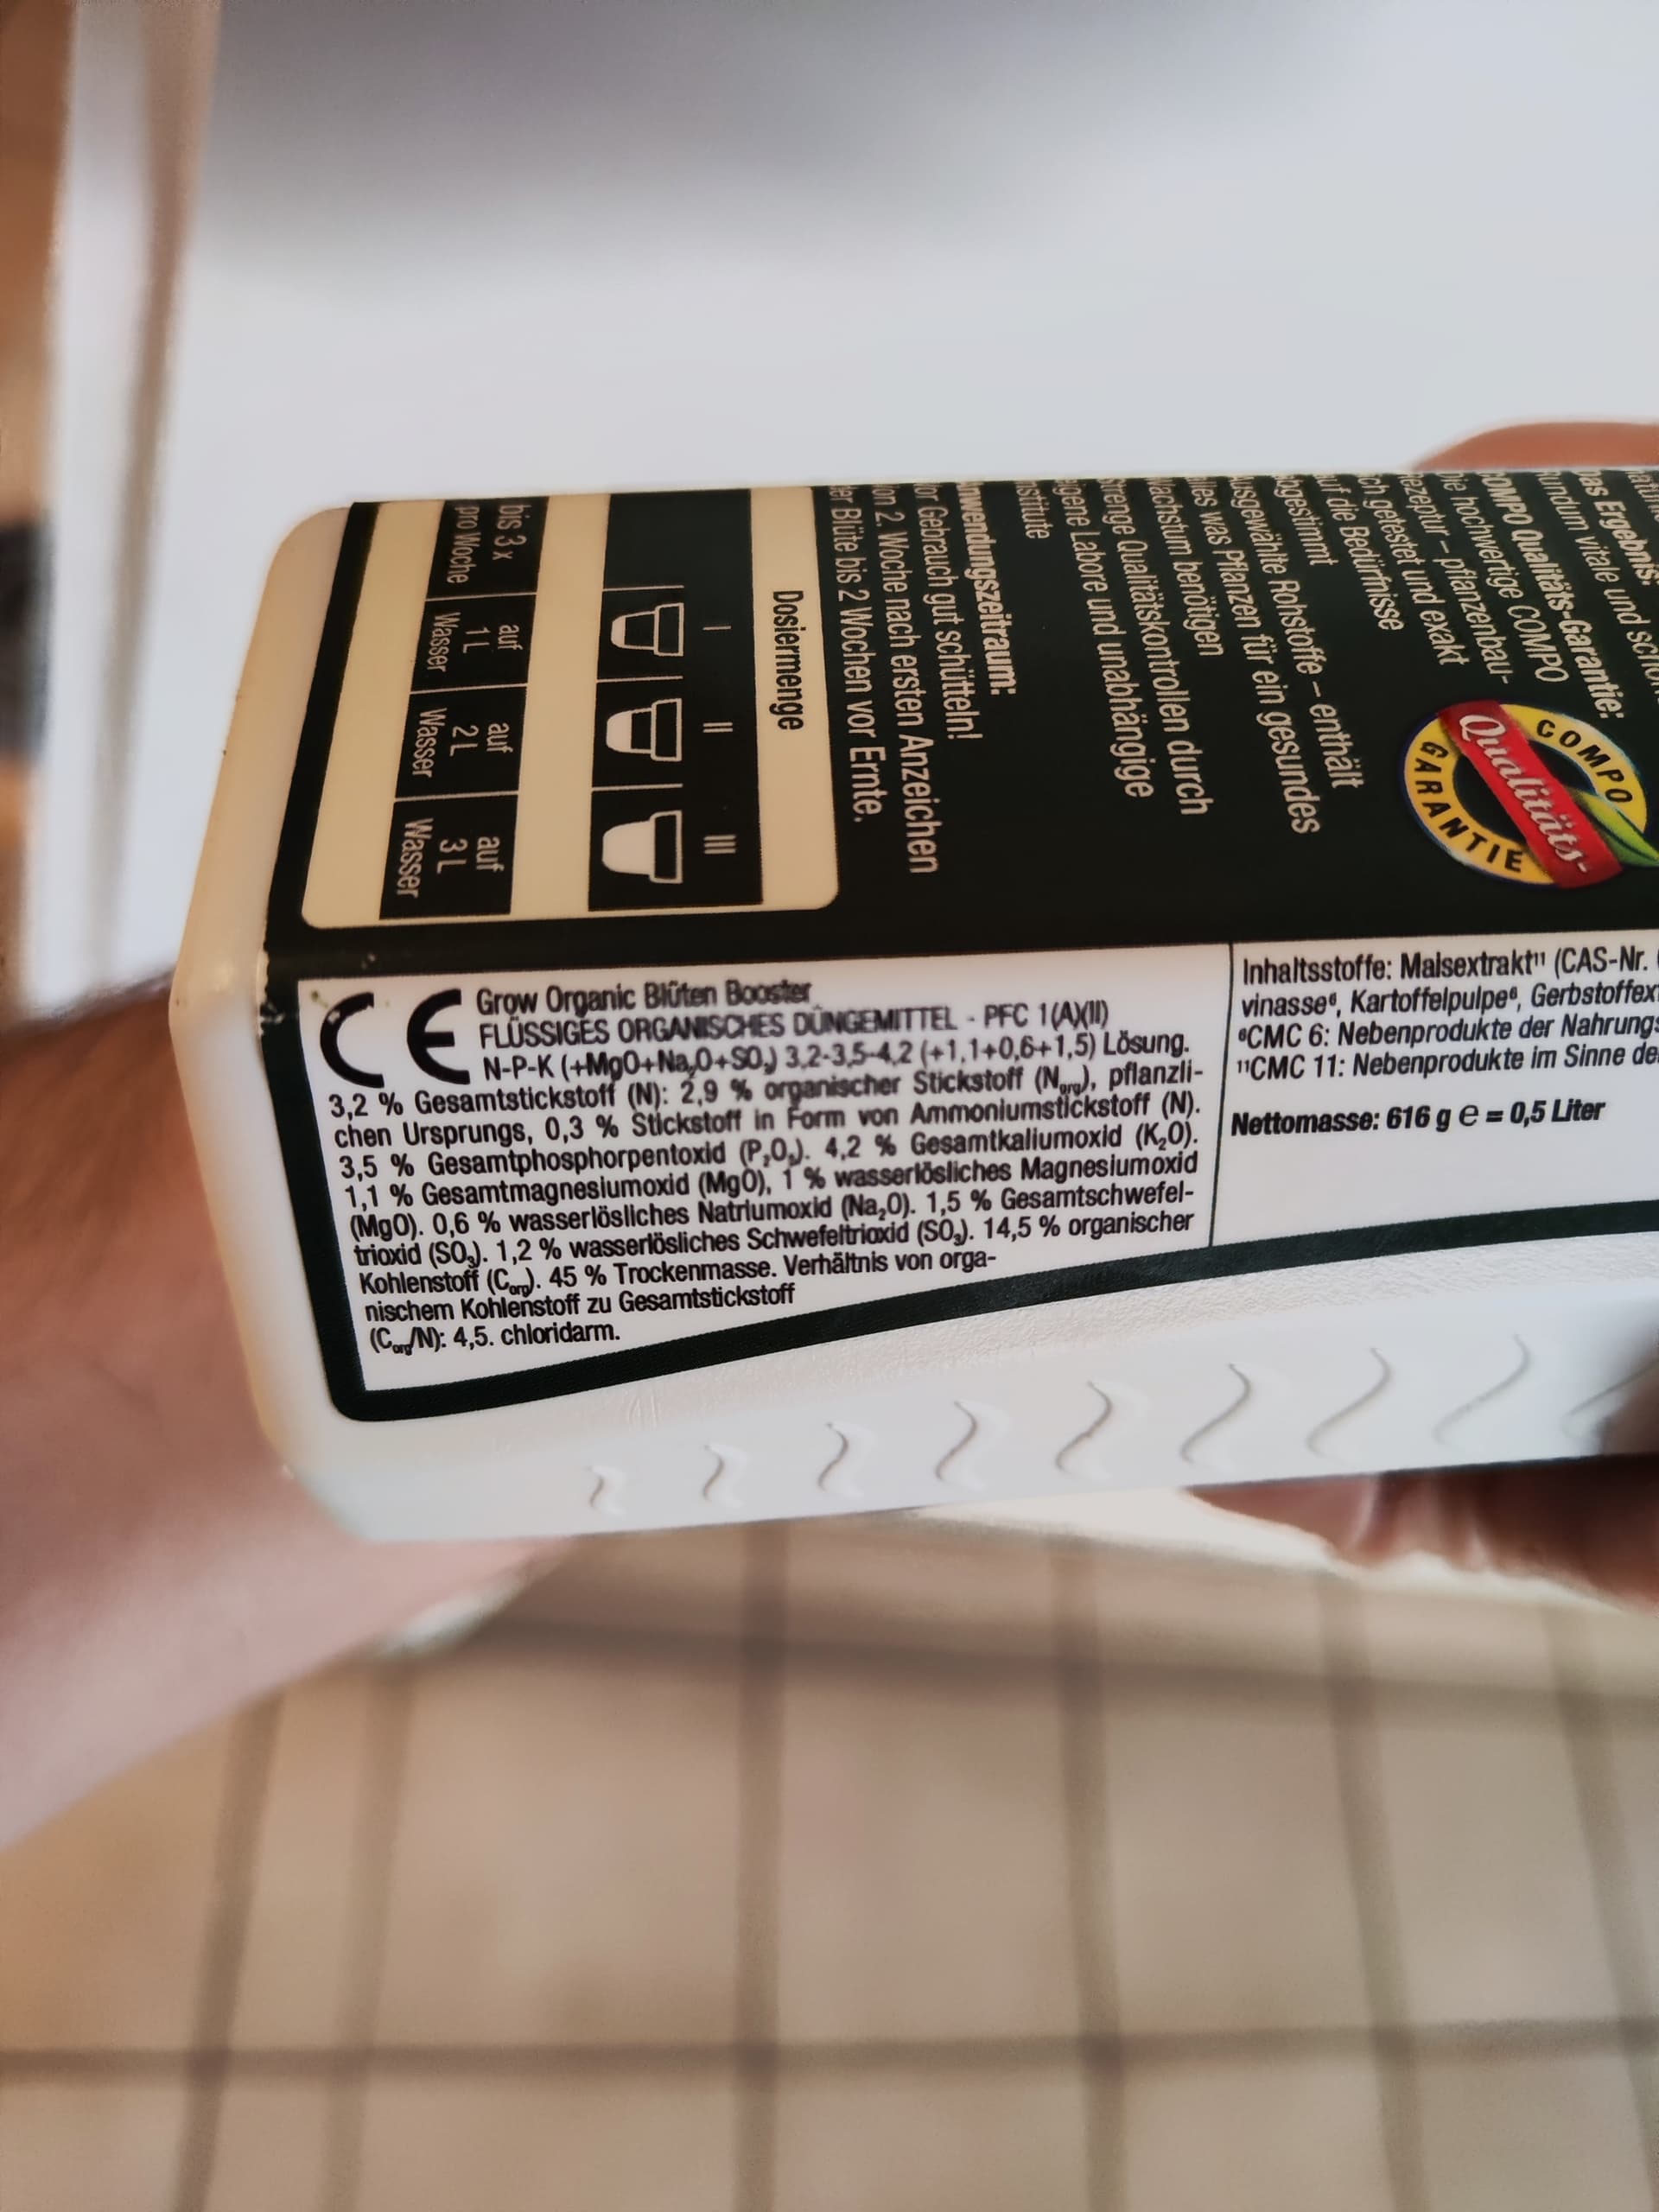 Das Ergebnis:
Rundum vitale und
COMPO Qualitäts-Garantie:
hochwertige COMPO
Rezeptur – pflanzenbau-
getestet und exakt
auf die Bedürfnisse
abgestimmt
Ausgewählte Rohstoffe – enthält
alles was Pflanzen für ein gesundes
Wachstum benötigen
Strenge Qualitätskontrollen durch
eigene Labore und unabhängige
Institute
COMPO
Qualitäts-
GARANTIE
Anwendungszeitraum:
Vor Gebrauch gut schütteln!
Von 2. Woche nach ersten Anzeichen
der Blüte bis 2 Wochen vor Ernte.
Dosiermenge
I II III
bis 3 x
pro Woche
auf
1 L
Wasser
auf
2 L
Wasser
auf
3 L
Wasser
CE
Grow Organic Blüten Booster
FLÜSSIGES ORGANISCHES DÜNGEMITTEL - PFC 1(A)(II)
N-P-K (+MgO+Na₂O+SO₃) 3,2-3,5-4,2 (+1,1+0,6+1,5) Lösung.
3,2 % Gesamtstickstoff (N): 2,9 % organischer Stickstoff (Norg), pflanzli-
chen Ursprungs, 0,3 % Stickstoff in Form von Ammoniumstickstoff (N).
3,5 % Gesamtphosphorpentoxid (P₂O₅). 4,2 % Gesamtkaliumoxid (K₂O).
1,1 % Gesamtmagnesiumoxid (MgO), 1 % wasserlösliches Magnesiumoxid
(MgO). 0,6 % wasserlösliches Natriumoxid (Na₂O). 1,5 % Gesamtschwefel-
trioxid (SO₃). 1,2 % wasserlösliches Schwefeltrioxid (SO₃). 14,5 % organischer
Kohlenstoff (Corg). 45 % Trockenmasse. Verhältnis von orga-
nischem Kohlenstoff zu Gesamtstickstoff
(Corg/N): 4,5. chloridarm.
Inhaltsstoffe: Malsextrakt¹¹ (CAS-Nr.
vinasse⁶, Kartoffelpulpe⁶, Gerbstoffex
⁶CMC 6: Nebenprodukte der Nahrungs
¹¹CMC 11: Nebenprodukte im Sinne de
Nettomasse: 616 g e = 0,5 Liter